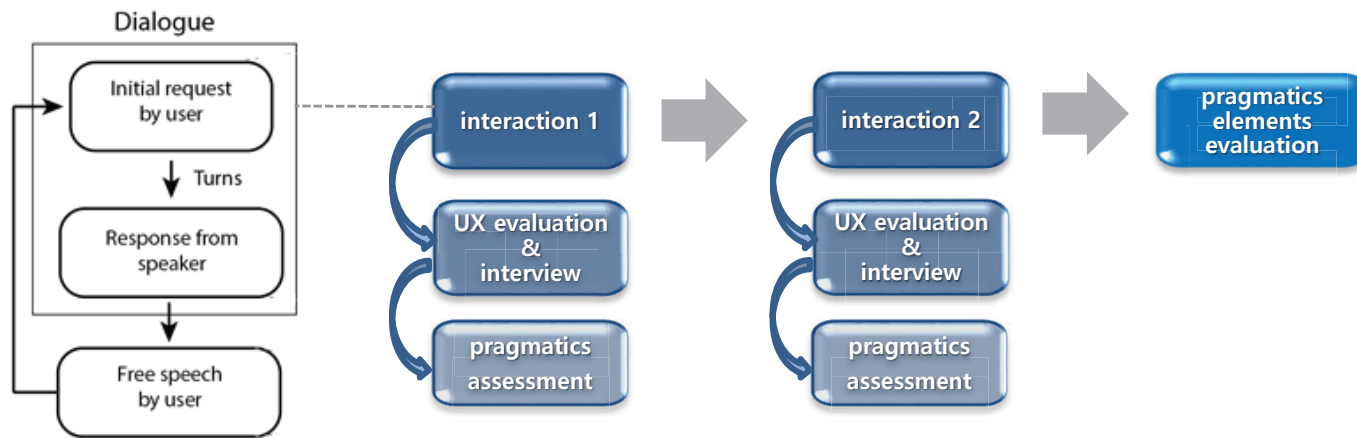 Dialogue
Initial request
by user
Turns
Response from
speaker
Free speech
by user
interaction 1
UX evaluation
&
interview
pragmatics
assessment
interaction 2
UX evaluation
&
interview
pragmatics
assessment
pragmatics
elements
evaluation